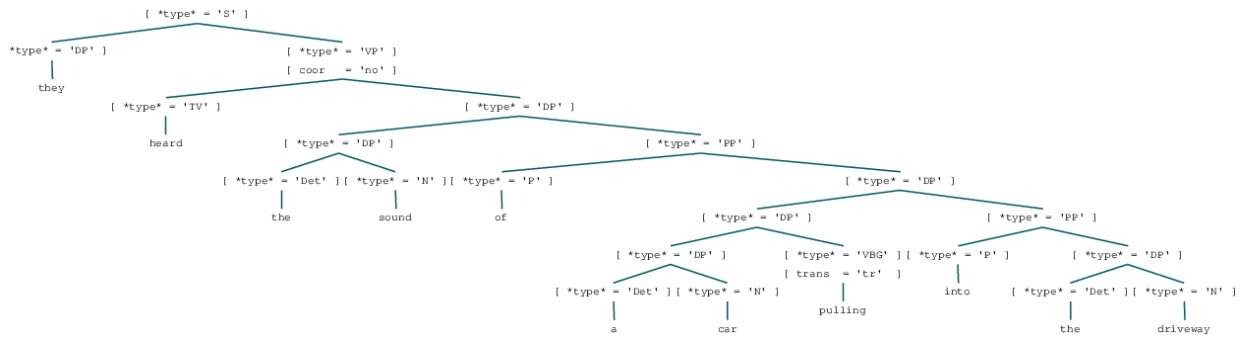 [ *type* = 'S' ]
*type* = 'DP' ] [ *type* = 'VP' ]
[ coor   = 'no' ]
they
[ *type* = 'TV' ] [ *type* = 'DP' ]
heard [ *type* = 'DP' ] [ *type* = 'PP' ]
[ *type* = 'Det' ] [ *type* = 'N' ] [ *type* = 'P' ] [ *type* = 'DP' ]
the sound of [ *type* = 'DP' ] [ *type* = 'PP' ]
[ *type* = 'DP' ] [ *type* = 'VBG' ] [ *type* = 'P' ] [ *type* = 'DP' ]
[ trans  = 'tr'  ]
[ *type* = 'Det' ] [ *type* = 'N' ] into [ *type* = 'Det' ] [ *type* = 'N' ]
pulling
a car the driveway